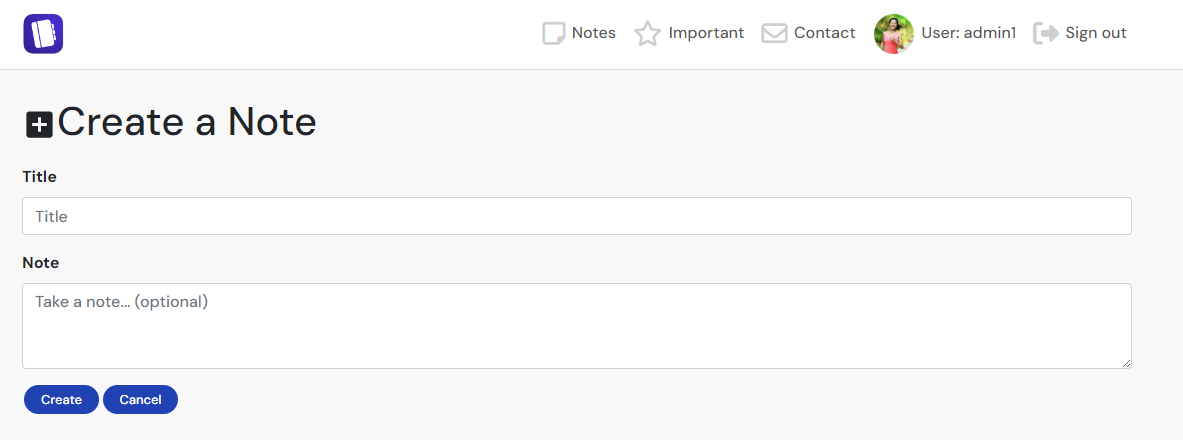 Notes Important Contact User: admin1 Sign out
Create a Note
Title
Title
Note
Take a note... (optional)
Create Cancel